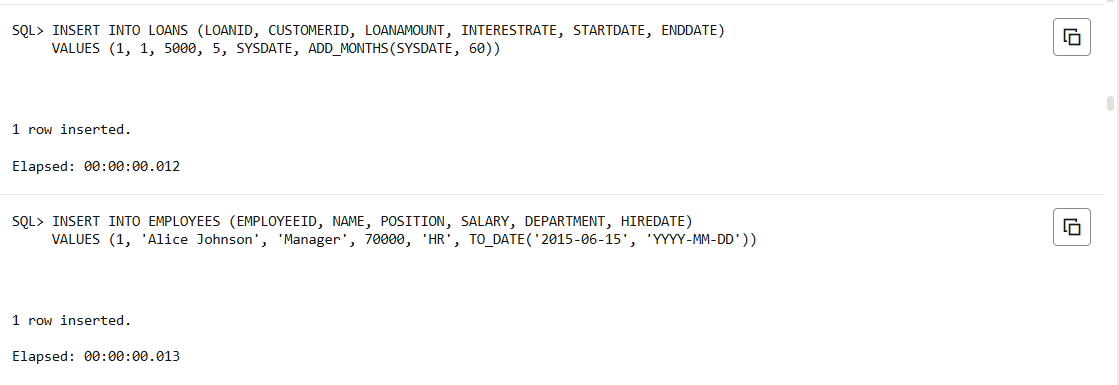 SQL> INSERT INTO LOANS (LOANID, CUSTOMERID, LOANAMOUNT, INTERESTRATE, STARTDATE, ENDDATE)
VALUES (1, 1, 5000, 5, SYSDATE, ADD_MONTHS(SYSDATE, 60))
1 row inserted.
Elapsed: 00:00:00.012
SQL> INSERT INTO EMPLOYEES (EMPLOYEEID, NAME, POSITION, SALARY, DEPARTMENT, HIREDATE)
VALUES (1, 'Alice Johnson', 'Manager', 70000, 'HR', TO_DATE('2015-06-15', 'YYYY-MM-DD'))
1 row inserted.
Elapsed: 00:00:00.013